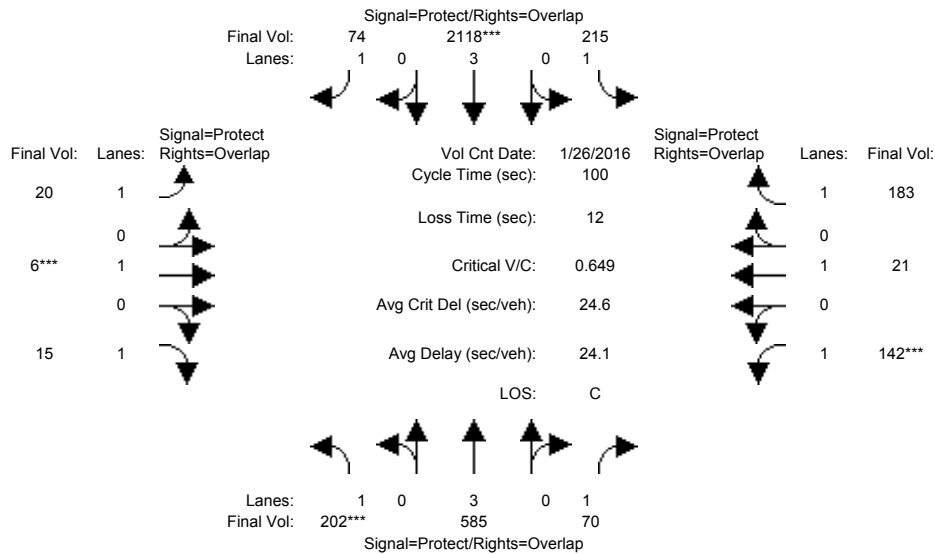 Signal=Protect/Rights=Overlap
Final Vol: 74 2118*** 215
Lanes: 1 0 3 0 1
Signal=Protect Signal=Protect
Final Vol: Lanes: Rights=Overlap Vol Cnt Date: 1/26/2016 Rights=Overlap Lanes: Final Vol:
Cycle Time (sec): 100
20 1 1 183
Loss Time (sec): 12
0 0
6*** 1 Critical V/C: 0.649 1 21
0 Avg Crit Del (sec/veh): 24.6 0
15 1 Avg Delay (sec/veh): 24.1 1 142***
LOS: C
Lanes: 1 0 3 0 1
Final Vol: 202*** 585 70
Signal=Protect/Rights=Overlap